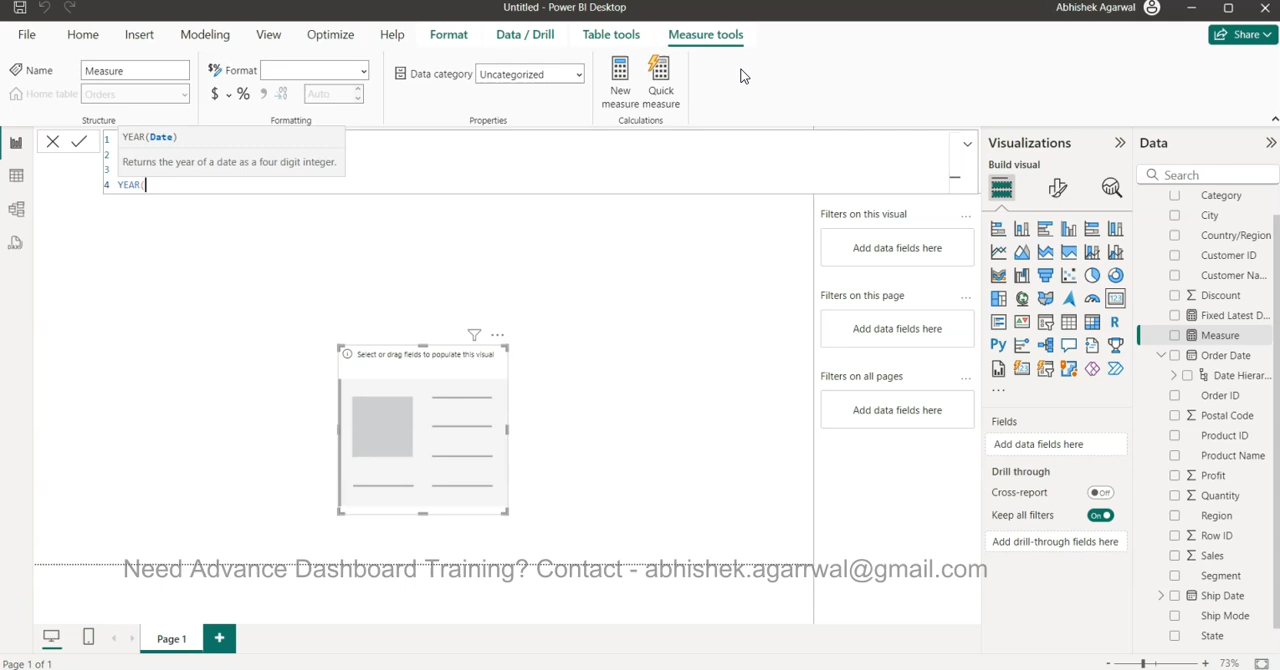 Untitled - Power BI Desktop
Abhishek Agarwal
File Home Insert Modeling View Optimize Help Format Data / Drill Table tools Measure tools
Share
Name Measure
Format
Data category Uncategorized
New measure
Quick measure
Home table Orders
$ % Auto
Structure Formatting Properties Calculations
1 YEAR(Date)
2
Returns the year of a date as a four digit integer.
3
4 YEAR(
Filters on this visual
...
Add data fields here
Filters on this page
...
Add data fields here
Filters on all pages
...
Add data fields here
Select or drag fields to populate this visual
Visualizations
Build visual
R
Py
...
Fields
Add data fields here
Drill through
Cross-report Off
Keep all filters On
Add drill-through fields here
Data
Search
Category
City
Country/Region
Customer ID
Customer Na...
Discount
Fixed Latest D...
Measure
Order Date
Date Hierar...
Order ID
Postal Code
Product ID
Product Name
Profit
Quantity
Region
Row ID
Sales
Segment
Ship Date
Ship Mode
State
Need Advance Dashboard Training? Contact - abhishek.agarrwal@gmail.com
Page 1
Page 1 of 1
73%